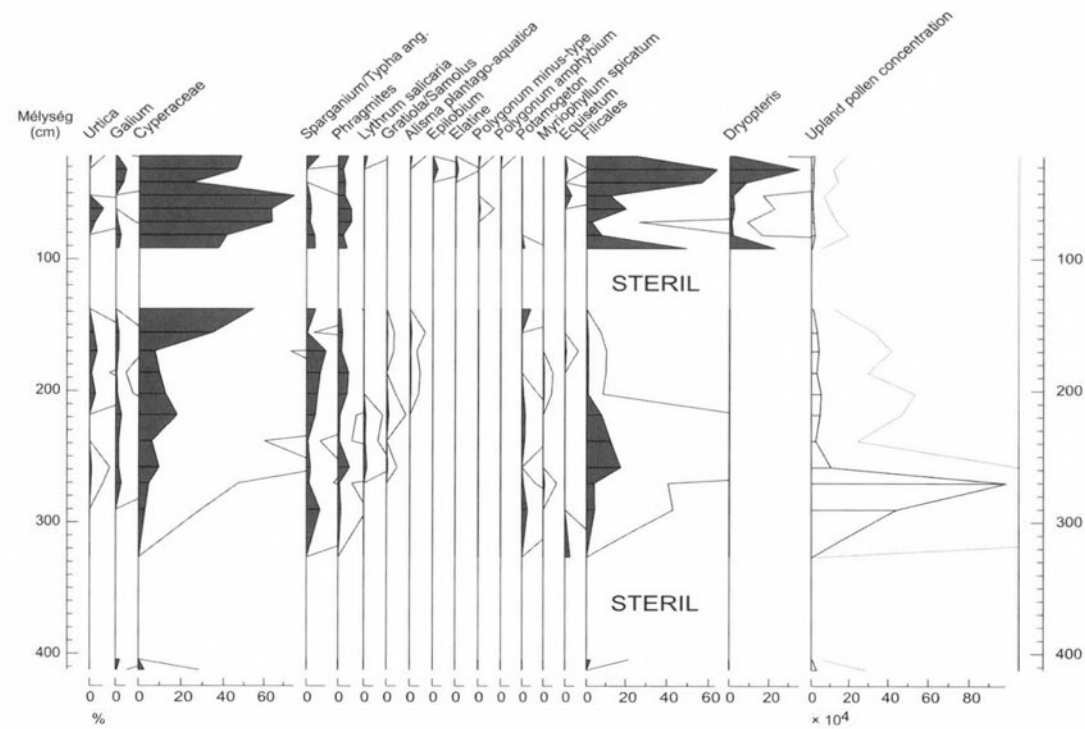 Mélység
(cm)
Urtica
Galium
Cyperaceae
Sparganium/Typha ang.
Phragmites
Lythrum salicaria
Gratiola/Samolus
Alisma plantago-aquatica
Epilobium
Elatine
Polygonum minus-type
Polygonum amphybium
Potamogeton
Myriophyllum spicatum
Equisetum
Filicales
Dryopteris
Upland pollen concentration
100 100
STERIL
200 200
300 300
STERIL
400 400
0 0 0 20 40 60 0 0 0 0 0 0 0 0 0 0 0 0 0 20 40 60 0 20 0 20 40 60 80
% × 10⁴